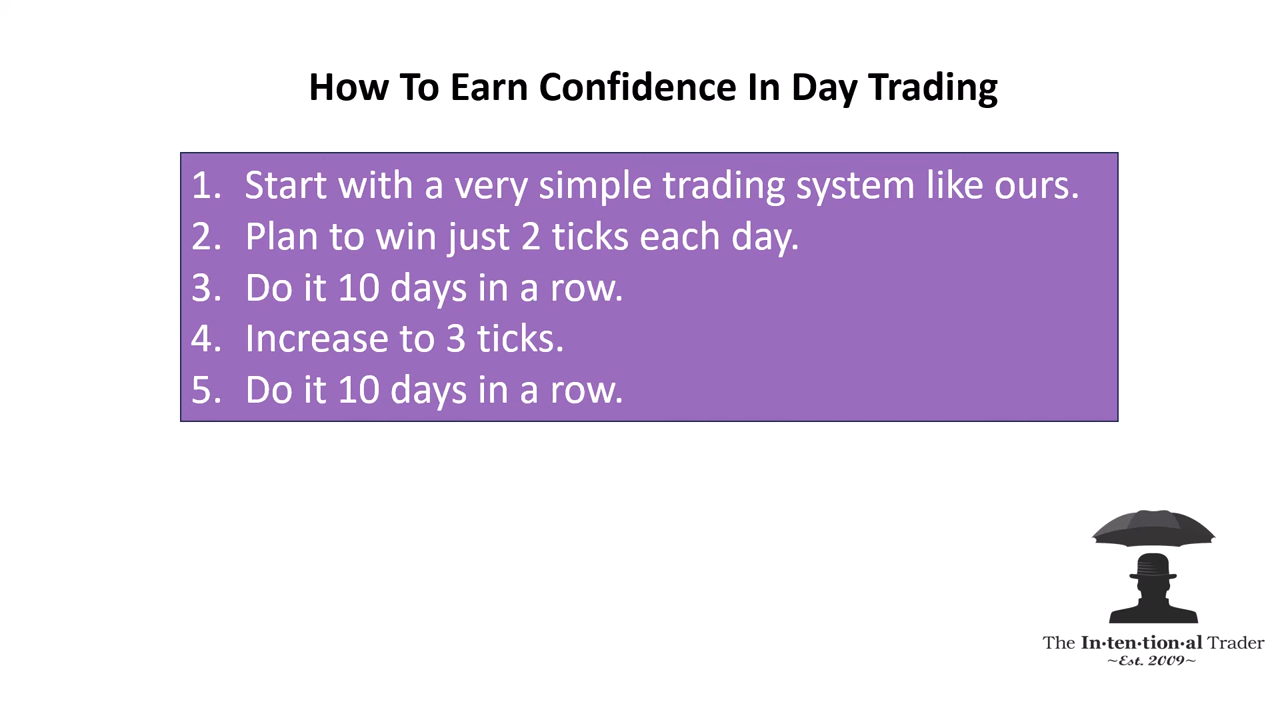 How To Earn Confidence In Day Trading
1. Start with a very simple trading system like ours.
2. Plan to win just 2 ticks each day.
3. Do it 10 days in a row.
4. Increase to 3 ticks.
5. Do it 10 days in a row.
The In·ten·tion·al Trader
~Est. 2009~